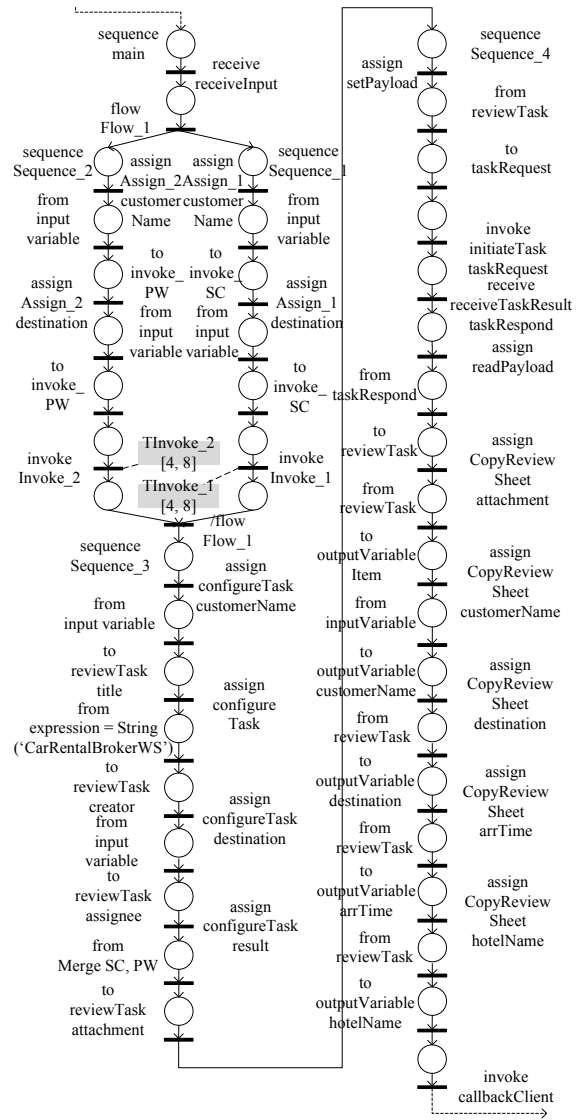 sequence
main
receive
receiveInput
flow
Flow_1
sequence
Sequence_2
assign
Assign_2
customer
Name
assign
Assign_1
customer
Name
sequence
Sequence_1
from
input
variable
from
input
variable
to
invoke_
PW
to
invoke_
SC
assign
Assign_2
destination
from
input
variable
from
input
variable
assign
Assign_1
destination
to
invoke_
PW
to
invoke_
SC
invoke
Invoke_2
TInvoke_2
[4, 8]
TInvoke_1
[4, 8]
invoke
Invoke_1
/flow
Flow_1
sequence
Sequence_3
assign
configureTask
customerName
from
input variable
to
reviewTask
title
assign
configure
Task
from
expression = String
(‘CarRentalBrokerWS’)
to
reviewTask
creator
assign
configureTask
destination
from
input
variable
to
reviewTask
assignee
assign
configureTask
result
from
Merge SC, PW
to
reviewTask
attachment
sequence
Sequence_4
assign
setPayload
from
reviewTask
to
taskRequest
invoke
initiateTask
taskRequest
receive
receiveTaskResult
taskRespond
assign
readPayload
from
taskRespond
to
reviewTask
assign
CopyReview
Sheet
attachment
from
reviewTask
to
outputVariable
Item
assign
CopyReview
Sheet
customerName
from
inputVariable
to
outputVariable
customerName
assign
CopyReview
Sheet
destination
from
reviewTask
to
outputVariable
destination
assign
CopyReview
Sheet
arrTime
from
reviewTask
to
outputVariable
arrTime
assign
CopyReview
Sheet
hotelName
from
reviewTask
to
outputVariable
hotelName
invoke
callbackClient